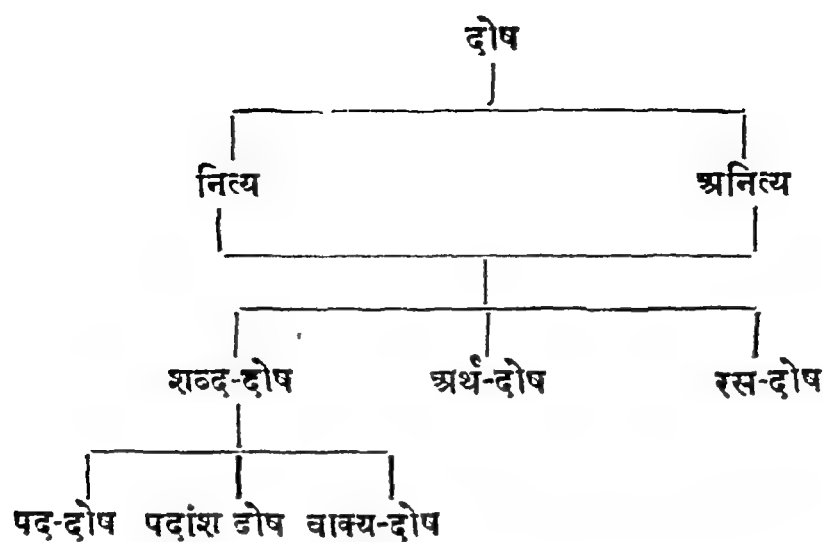 दोष
नित्य अनित्य
शब्द-दोष अर्थ-दोष रस-दोष
पद-दोष पदांश दोष वाक्य-दोष